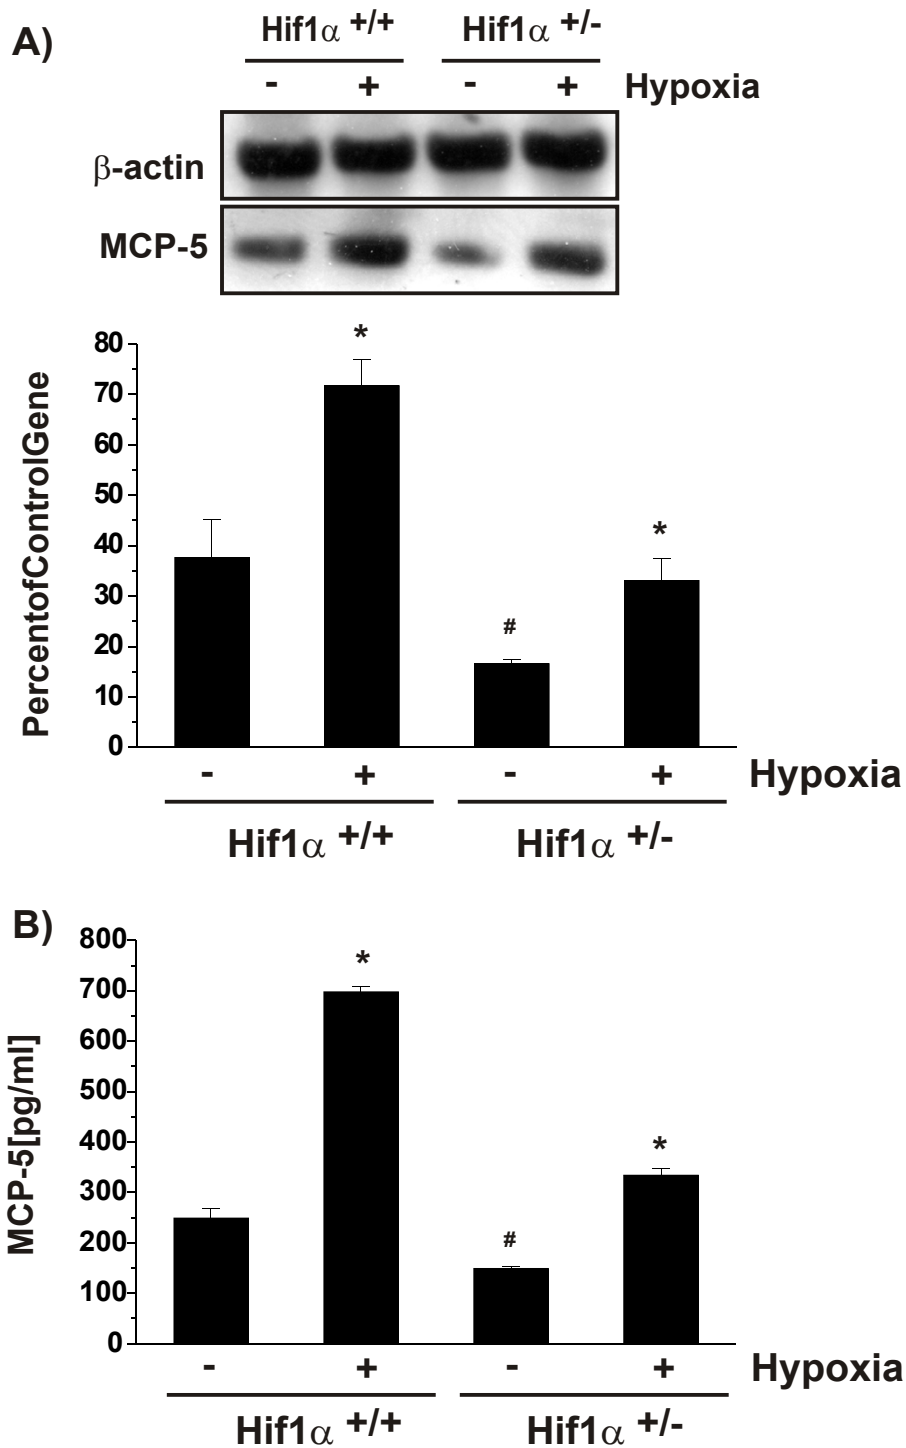 A)
Hif1α +/+ Hif1α +/-
- + - + Hypoxia
β-actin
MCP-5
PercentofControlGene
80
70
60
50
40
30
20
10
0
* # *
- + - + Hypoxia
Hif1α +/+ Hif1α +/-
B)
MCP-5[pg/ml]
800
700
600
500
400
300
200
100
0
* # *
- + - + Hypoxia
Hif1α +/+ Hif1α +/-